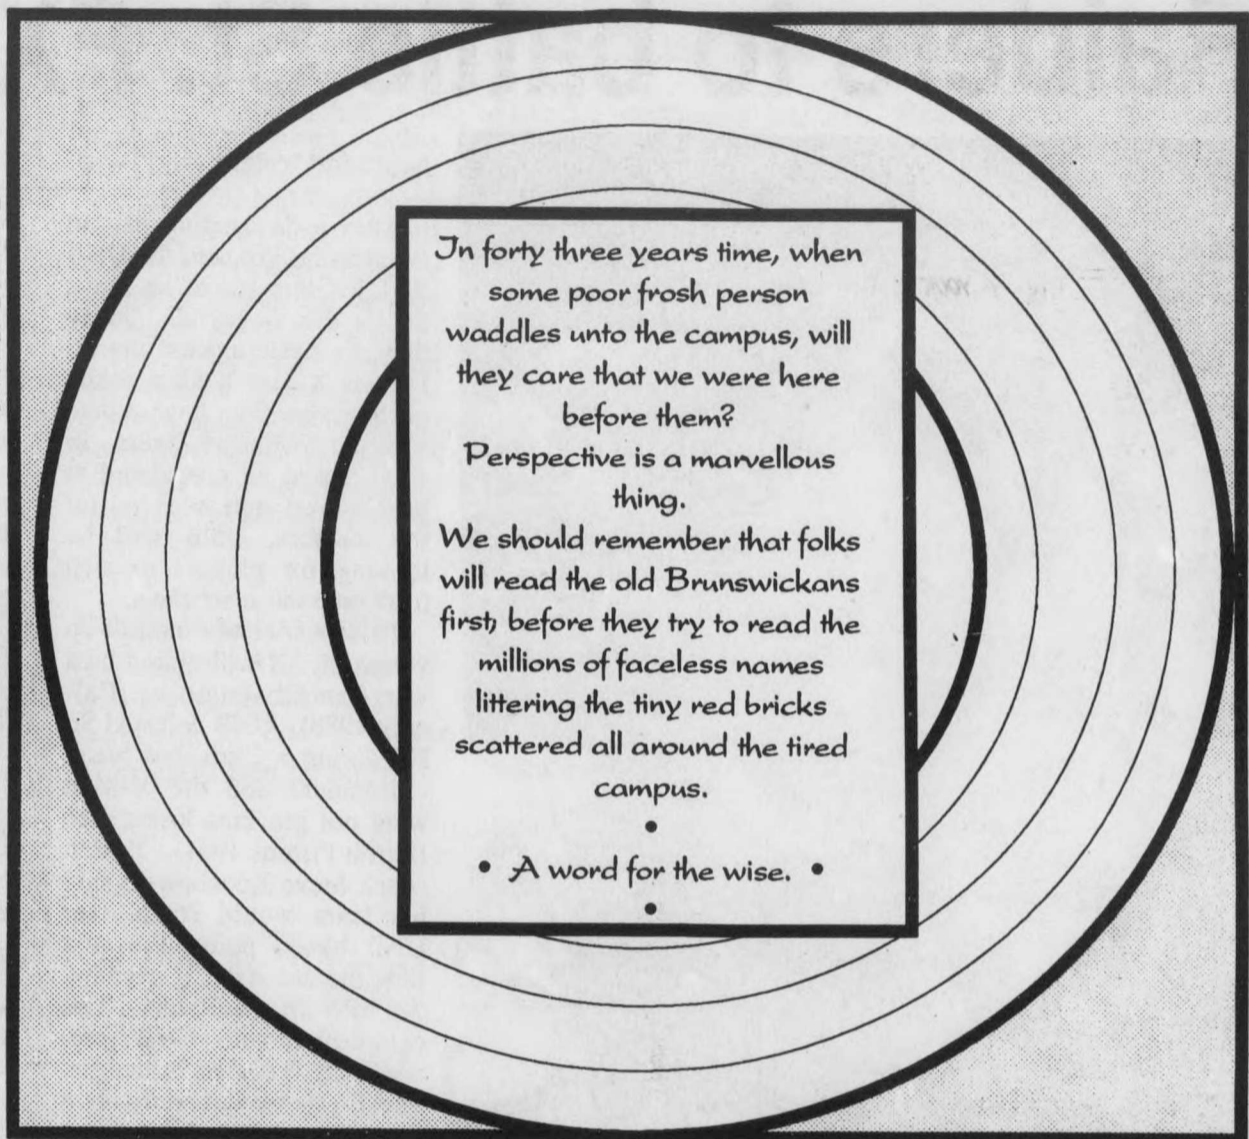 In forty three years time, when
some poor frosh person
waddles unto the campus, will
they care that we were here
before them?
Perspective is a marvellous
thing.
We should remember that folks
will read the old Brunswickans
first, before they try to read the
millions of faceless names
littering the tiny red bricks
scattered all around the tired
campus.
•
• A word for the wise. •
•